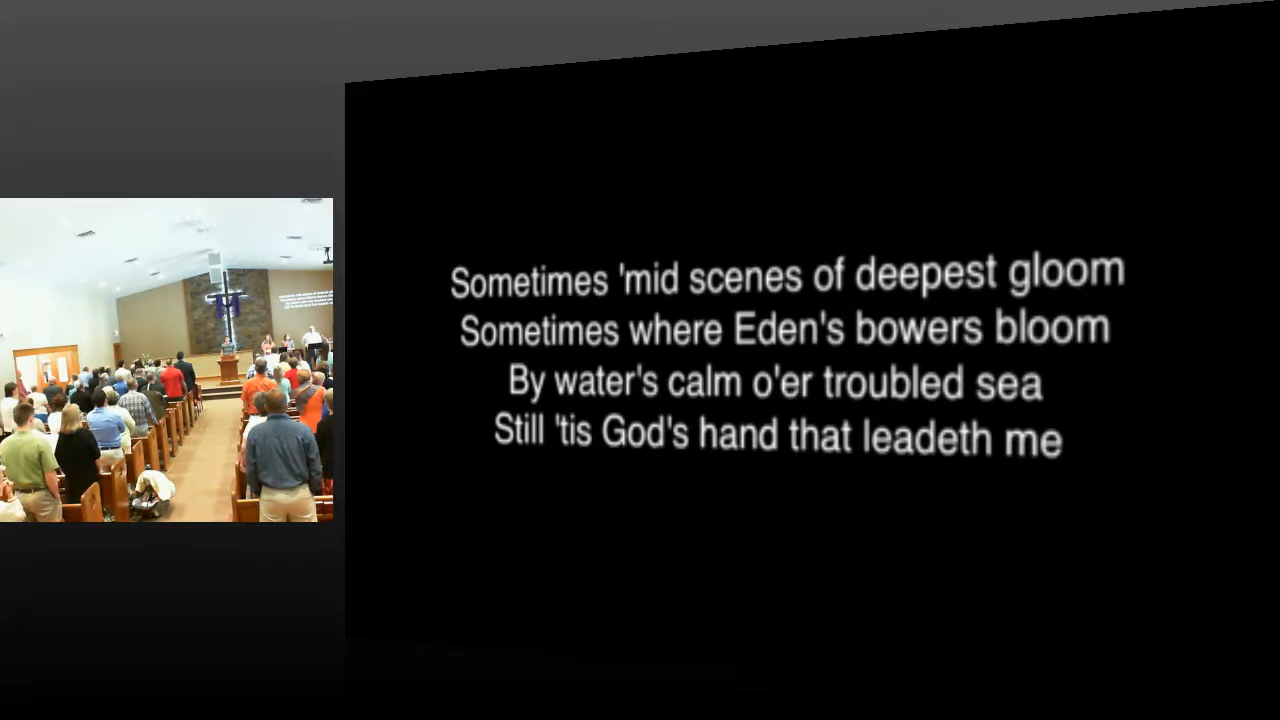 Sometimes 'mid scenes of deepest gloom
Sometimes where Eden's bowers bloom
By water's calm o'er troubled sea
Still 'tis God's hand that leadeth me